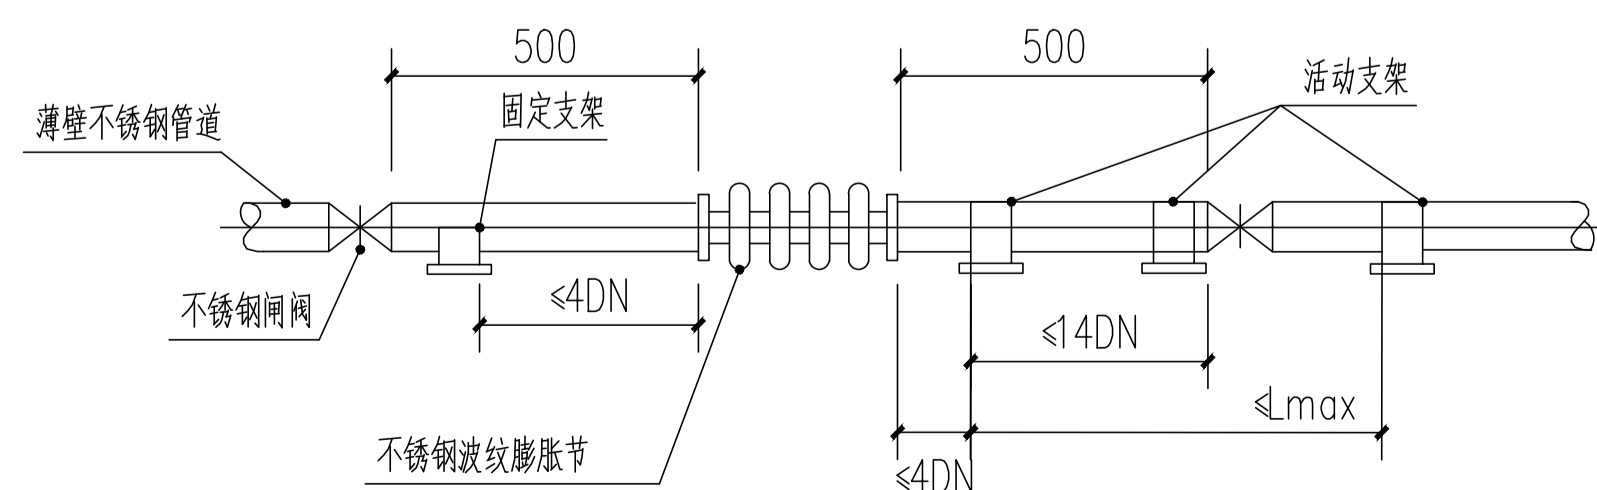 500
500
活动支架
固定支架
薄壁不锈钢管道
≤4DN
不锈钢闸阀
≤14DN
≤Lmax
不锈钢波纹膨胀节
≤4DN